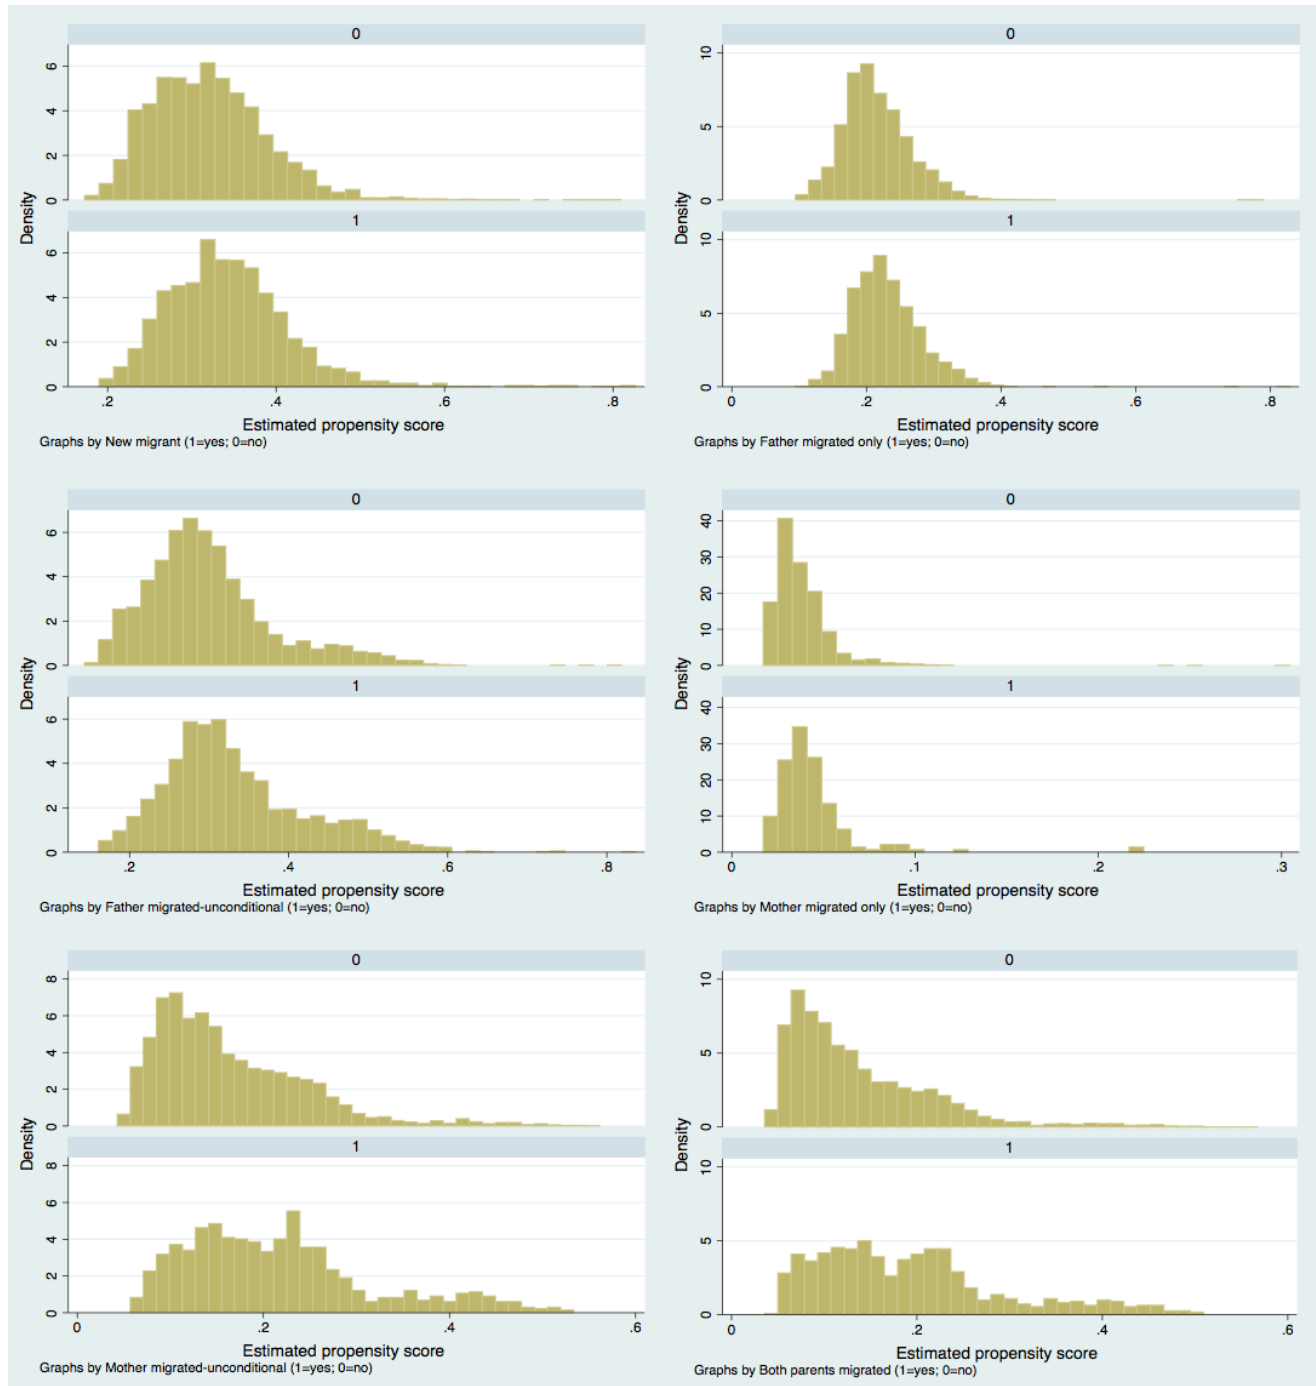 0
Density
0 2 4 6
1
0 2 4 6
.2 .4 .6 .8
Estimated propensity score
Graphs by New migrant (1=yes; 0=no)
0
Density
0 5 10
1
0 5 10
0 .2 .4 .6 .8
Estimated propensity score
Graphs by Father migrated only (1=yes; 0=no)
0
Density
0 2 4 6
1
0 2 4 6
.2 .4 .6 .8
Estimated propensity score
Graphs by Father migrated-unconditional (1=yes; 0=no)
0
Density
0 10 20 30 40
1
0 10 20 30 40
0 .1 .2 .3
Estimated propensity score
Graphs by Mother migrated only (1=yes; 0=no)
0
Density
0 2 4 6 8
1
0 2 4 6 8
0 .2 .4 .6
Estimated propensity score
Graphs by Mother migrated-unconditional (1=yes; 0=no)
0
Density
0 5 10
1
0 5 10
0 .2 .4 .6
Estimated propensity score
Graphs by Both parents migrated (1=yes; 0=no)